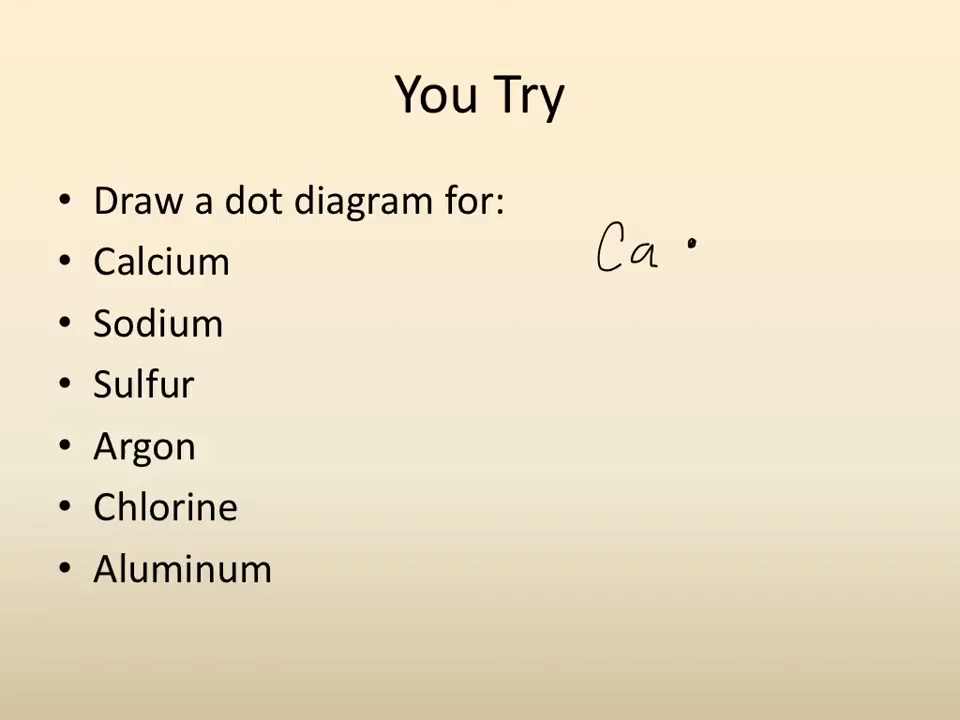 You Try
• Draw a dot diagram for:
• Calcium
Ca •
• Sodium
• Sulfur
• Argon
• Chlorine
• Aluminum